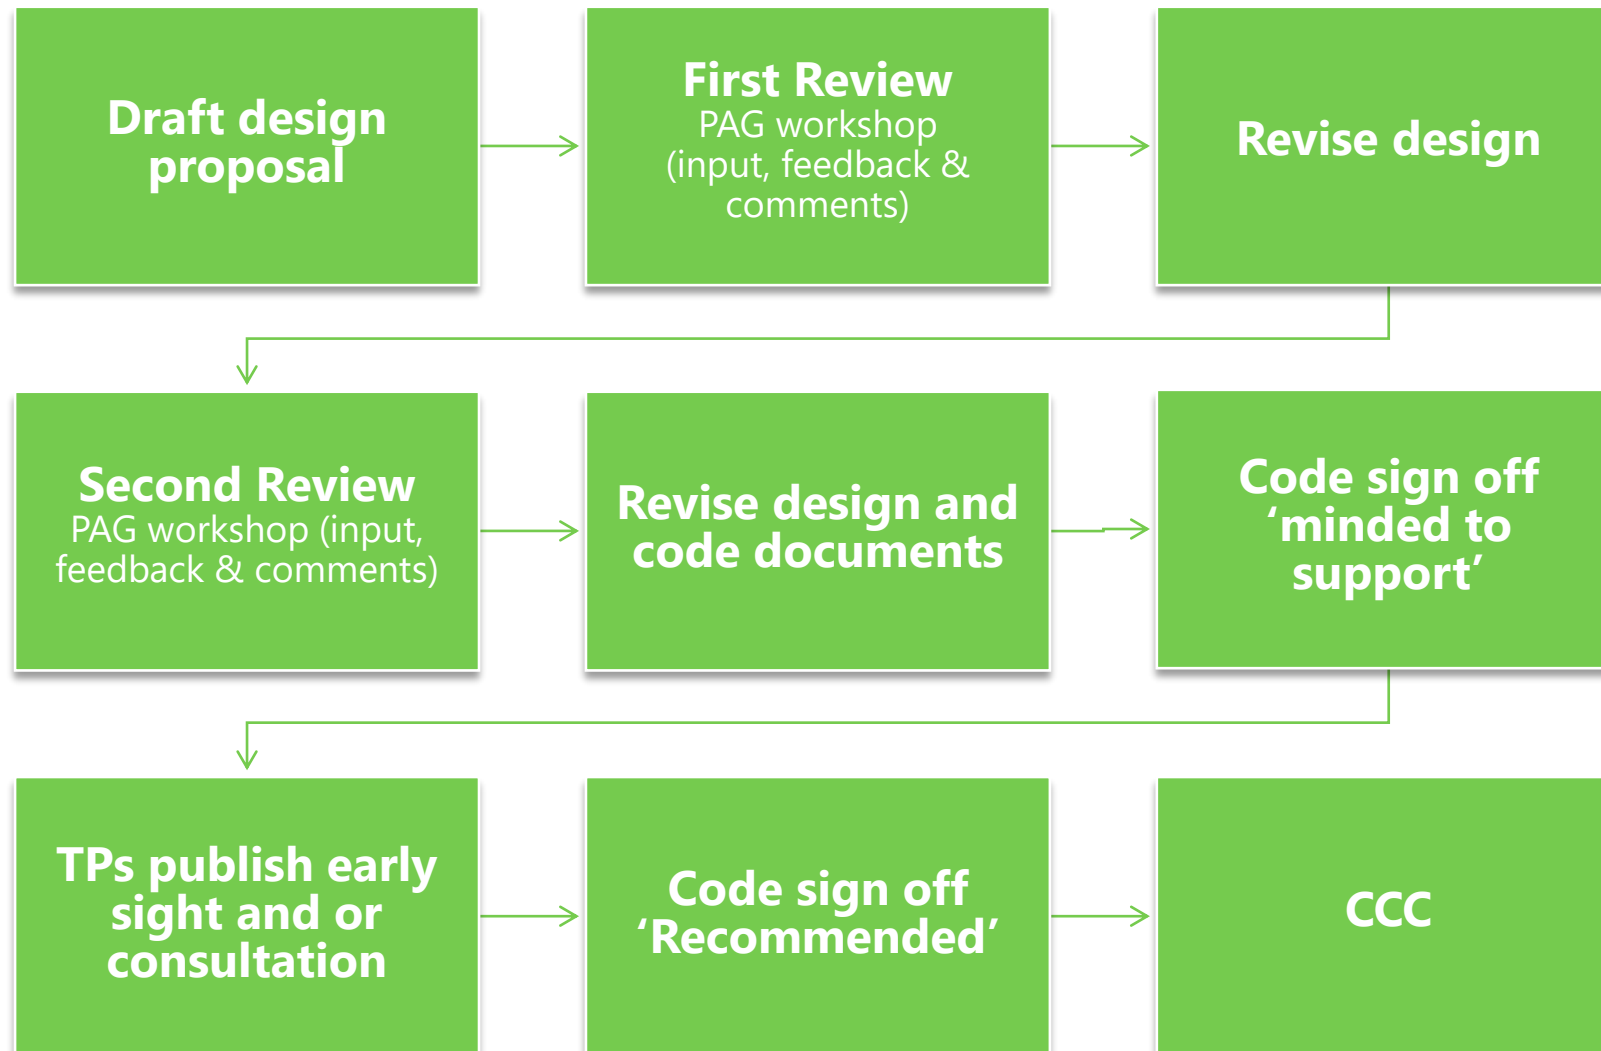 Draft design
proposal
First Review
PAG workshop
(input, feedback &
comments)
Revise design
Second Review
PAG workshop (input,
feedback & comments)
Revise design and
code documents
Code sign off
‘minded to
support’
TPs publish early
sight and or
consultation
Code sign off
‘Recommended’
CCC